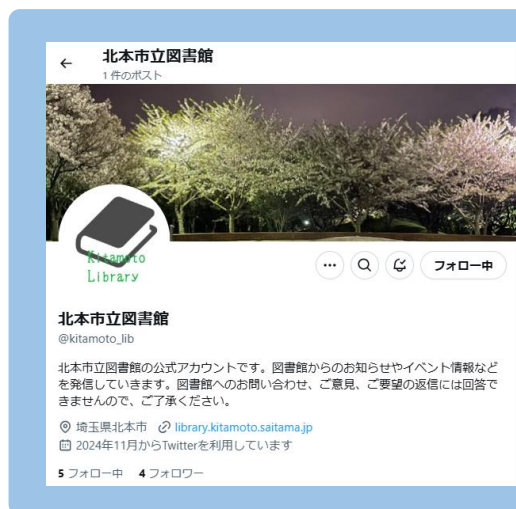 北本市立図書館
1 件のポスト
Kitamoto
Library
フォロー中
北本市立図書館
@kitamoto_lib
北本市立図書館の公式アカウントです。図書館からのお知らせやイベント情報など
を発信していきます。図書館へのお問い合わせ、ご意見、ご要望の返信には回答で
きませんので、ご了承ください。
埼玉県北本市 library.kitamoto.saitama.jp
2024年11月からTwitterを利用しています
5 フォロー中 4 フォロワー